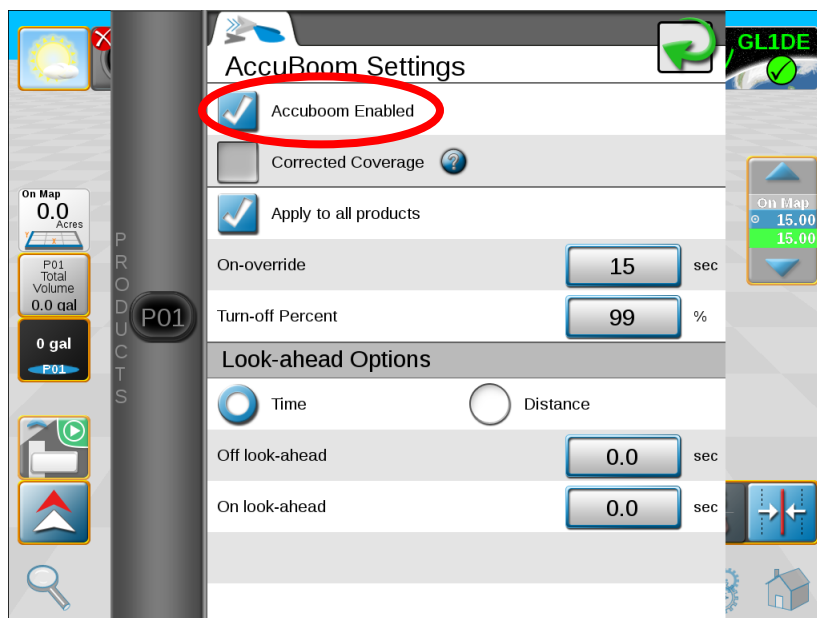 AccuBoom Settings
GL1DE
Accuboom Enabled
Corrected Coverage ?
Apply to all products
On-override 15 sec
Turn-off Percent 99 %
Look-ahead Options
Time Distance
Off look-ahead 0.0 sec
On look-ahead 0.0 sec
On Map
0.0
Acres
P01
Total
Volume
0.0 gal
0 gal
P01
PRODUCTS
P01
On Map
15.00
15.00